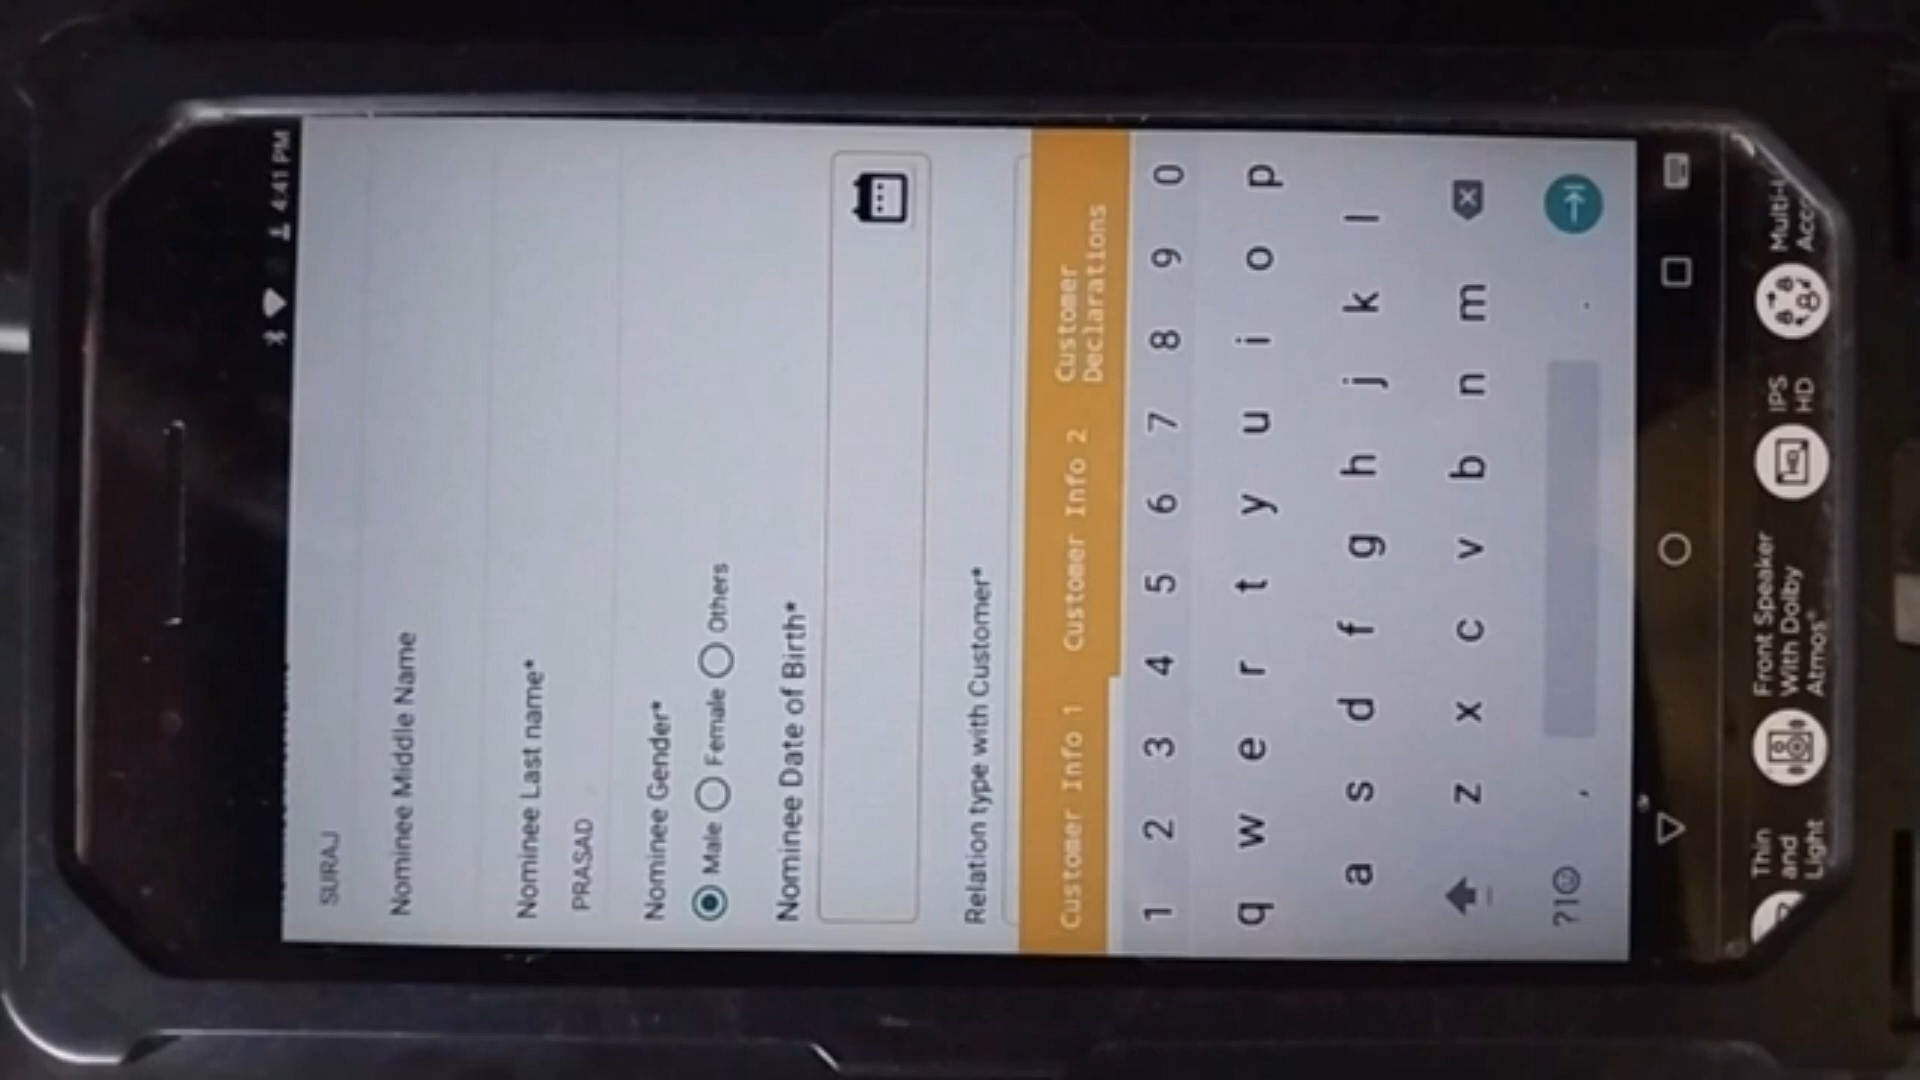 4:41 PM
SURAJ
Nominee Middle Name
Nominee Last name*
PRASAD
Nominee Gender*
Male Female Others
Nominee Date of Birth*
Relation type with Customer*
Customer Info 1 Customer Info 2 Customer
Declarations
1 2 3 4 5 6 7 8 9 0
q w e r t y u i o p
a s d f g h j k l
z x c v b n m
?1☺ , .
Thin
and
Light
Front Speaker
With Dolby
Atmos®
HD
IPS
HD